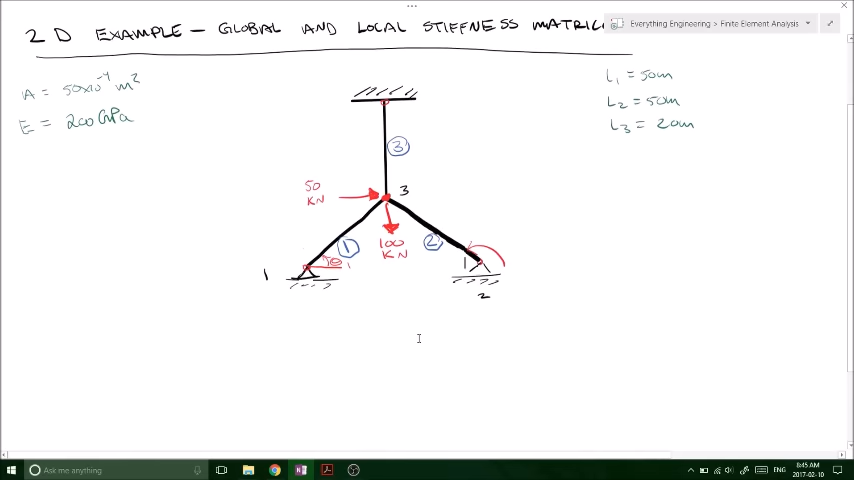 2 D EXAMPLE - GLOBAL AND LOCAL STIFFNESS MATRIC
Everything Engineering > Finite Element Analysis
A = 50x10⁻⁴ m²
E = 200 GPa
L₁ = 50m
L₂ = 50m
L₃ = 20m
3
50
KN
3
100
KN
1
2
θ
1
1
2
Ask me anything
ENG
8:45 AM
2017-02-10